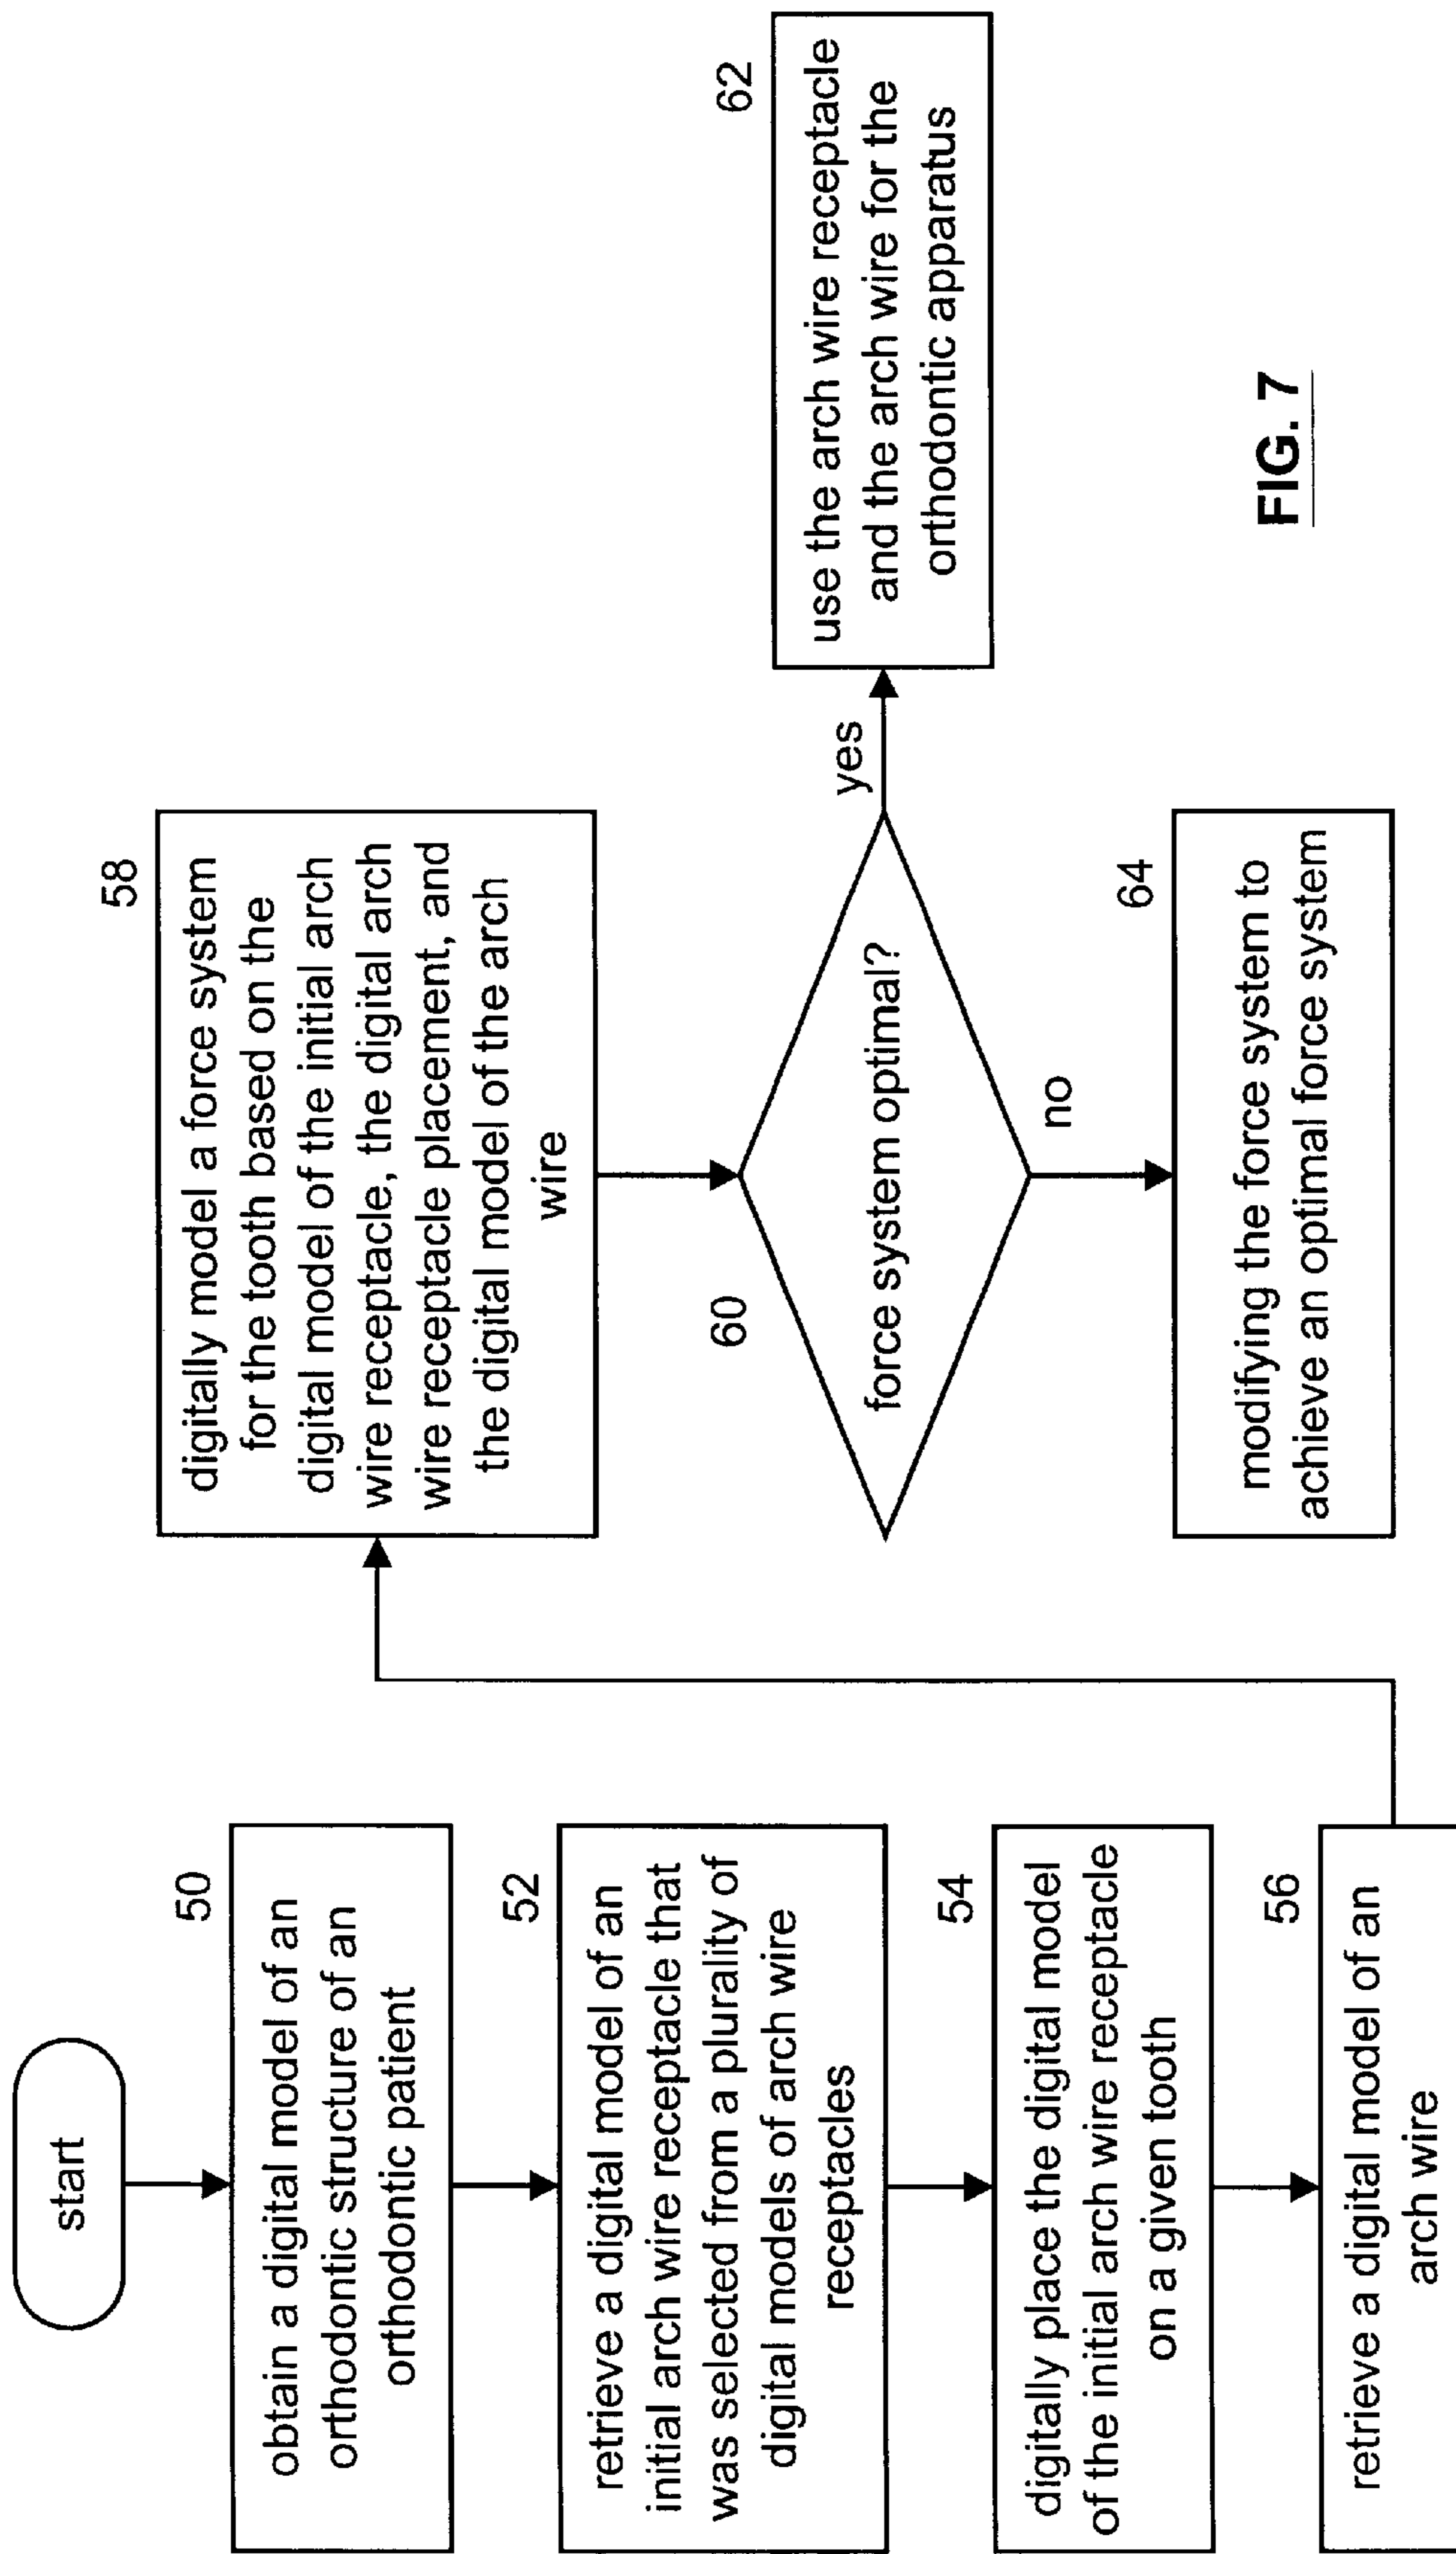 start
50
obtain a digital model of an
orthodontic structure of an
orthodontic patient
52
retrieve a digital model of an
initial arch wire receptacle that
was selected from a plurality of
digital models of arch wire
receptacles
54
digitally place the digital model
of the initial arch wire receptacle
on a given tooth
56
retrieve a digital model of an
arch wire
58
digitally model a force system
for the tooth based on the
digital model of the initial arch
wire receptacle, the digital arch
wire receptacle placement, and
the digital model of the arch
wire
60
force system optimal?
yes
no
62
use the arch wire receptacle
and the arch wire for the
orthodontic apparatus
64
modifying the force system to
achieve an optimal force system
FIG. 7